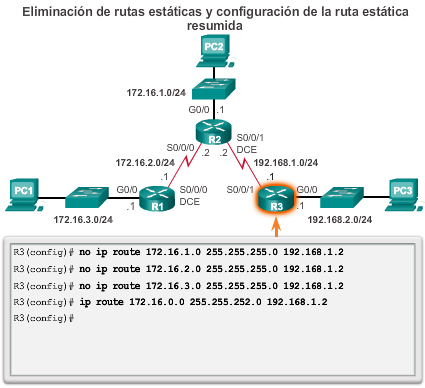 Eliminación de rutas estáticas y configuración de la ruta estática
resumida
PC2
172.16.1.0/24
G0/0
.1
R2
S0/0/0
S0/0/1
DCE
.2
.2
172.16.2.0/24
192.168.1.0/24
.1
.1
PC1
G0/0
S0/0/0
S0/0/1
G0/0
PC3
.1
R1
DCE
R3
.1
172.16.3.0/24
192.168.2.0/24
R3(config)# no ip route 172.16.1.0 255.255.255.0 192.168.1.2
R3(config)# no ip route 172.16.2.0 255.255.255.0 192.168.1.2
R3(config)# no ip route 172.16.3.0 255.255.255.0 192.168.1.2
R3(config)# ip route 172.16.0.0 255.255.252.0 192.168.1.2
R3(config)#